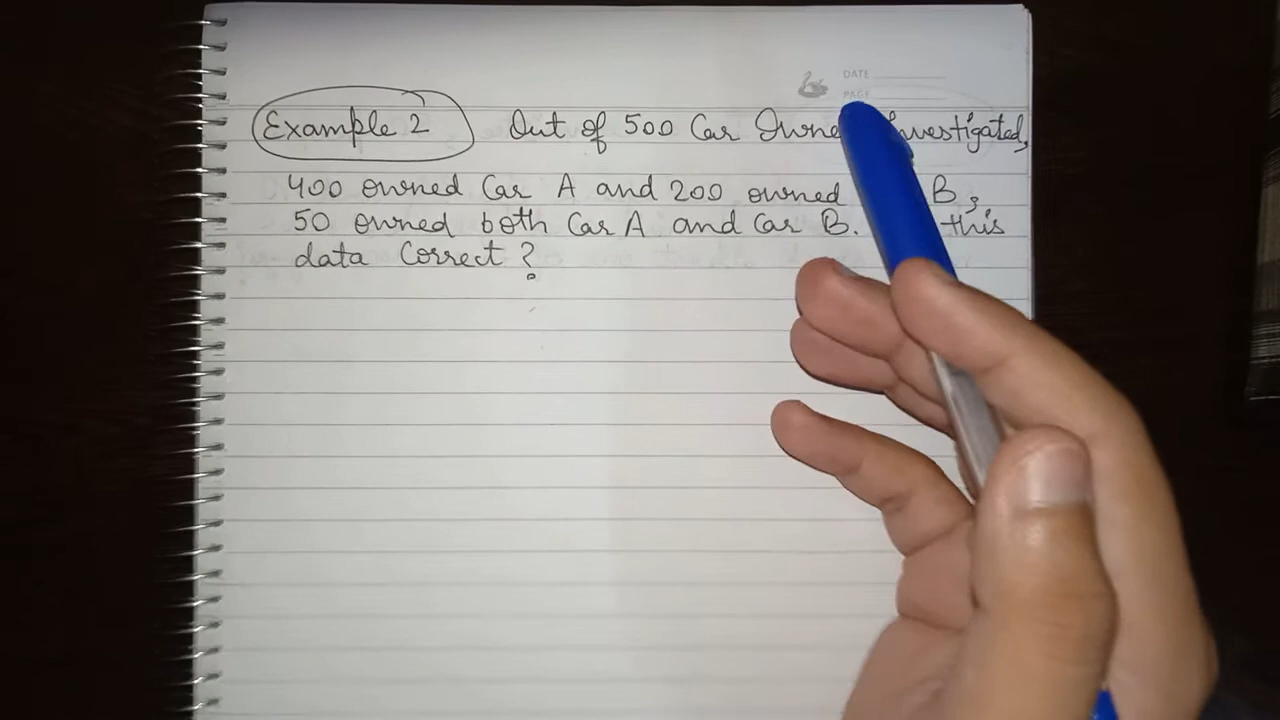 DATE
PAGE
Example 2 Out of 500 Car Owne investigated,
400 owned Car A and 200 owned B,
50 owned both Car A and Car B. this
data Correct ?